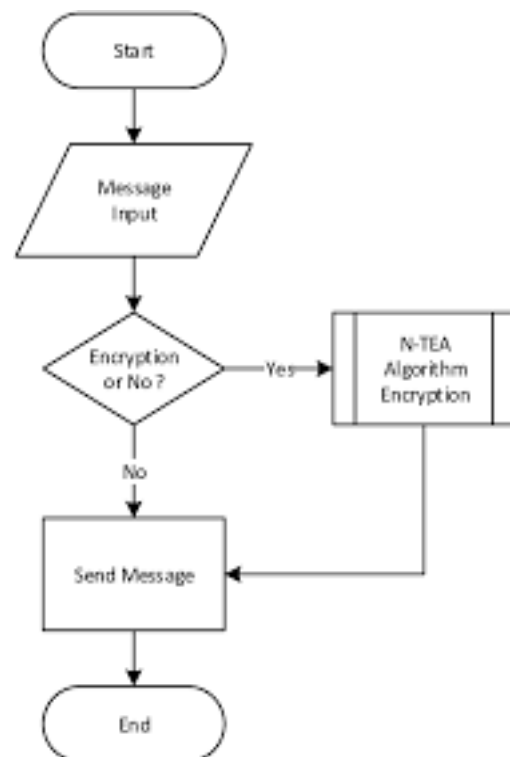 Start
Message
Input
Encryption
or No?
Yes
N-TEA
Algorithm
Encryption
No
Send Message
End